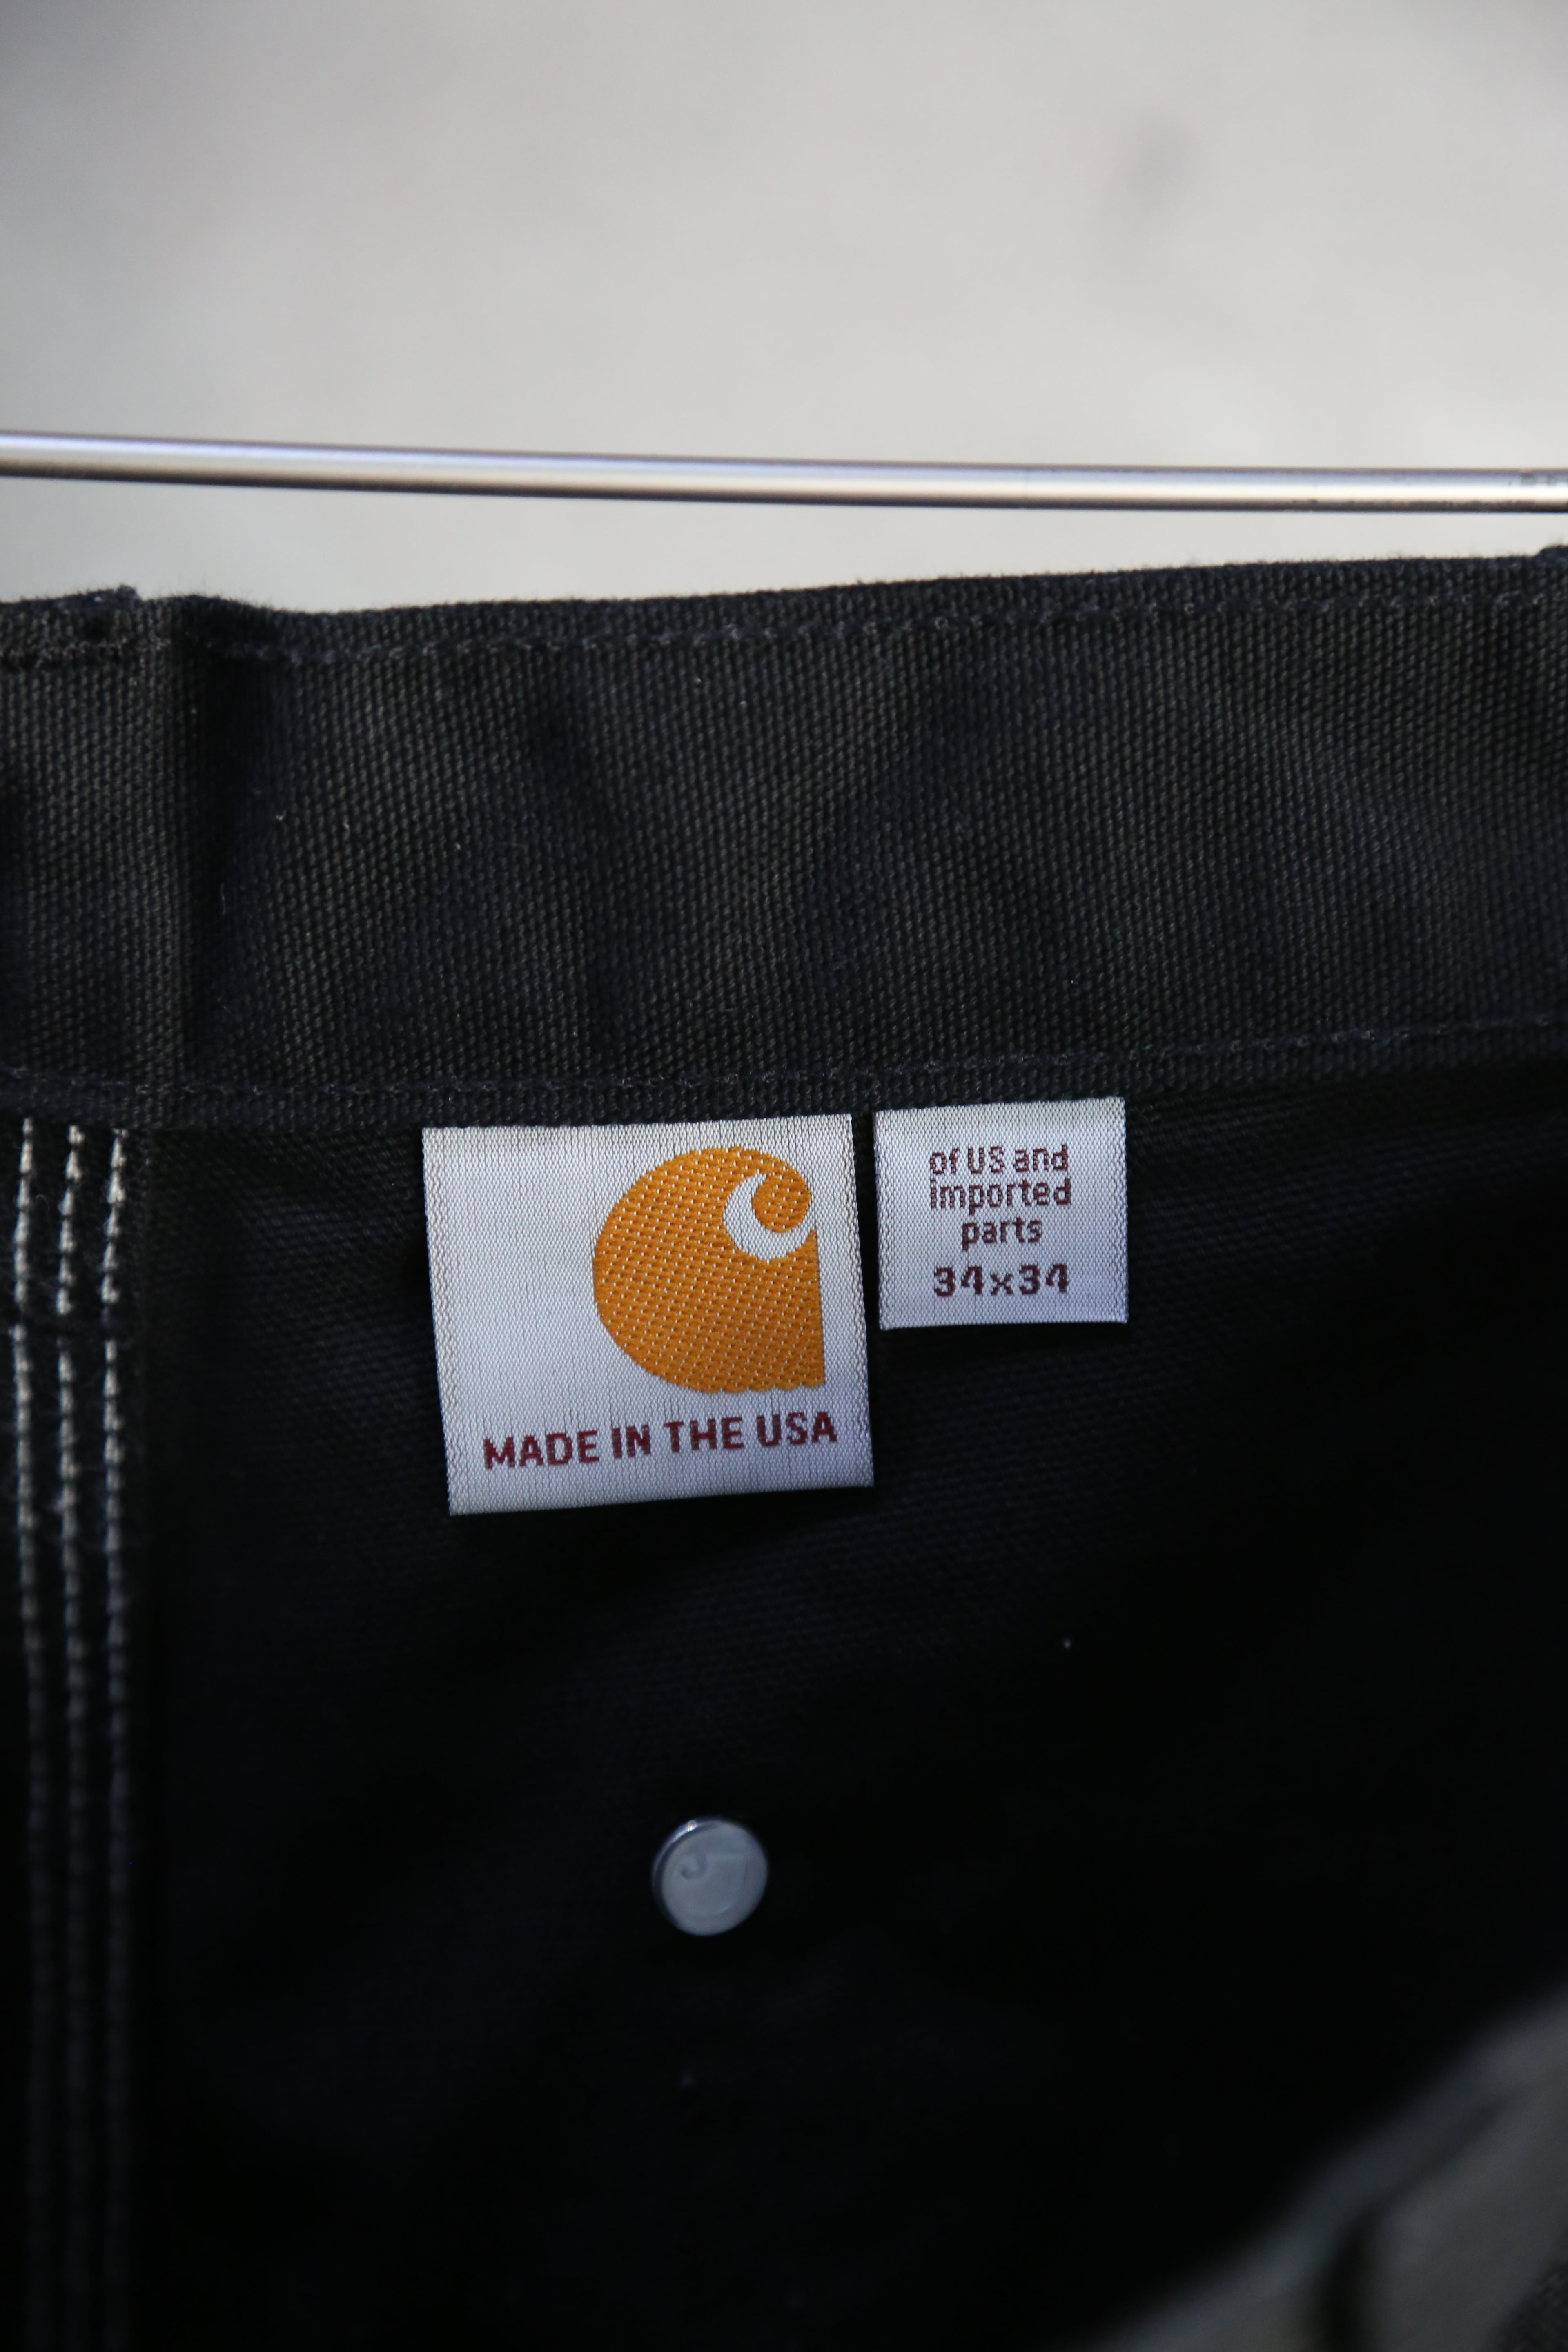 MADE IN THE USA
of US and
imported
parts
34x34